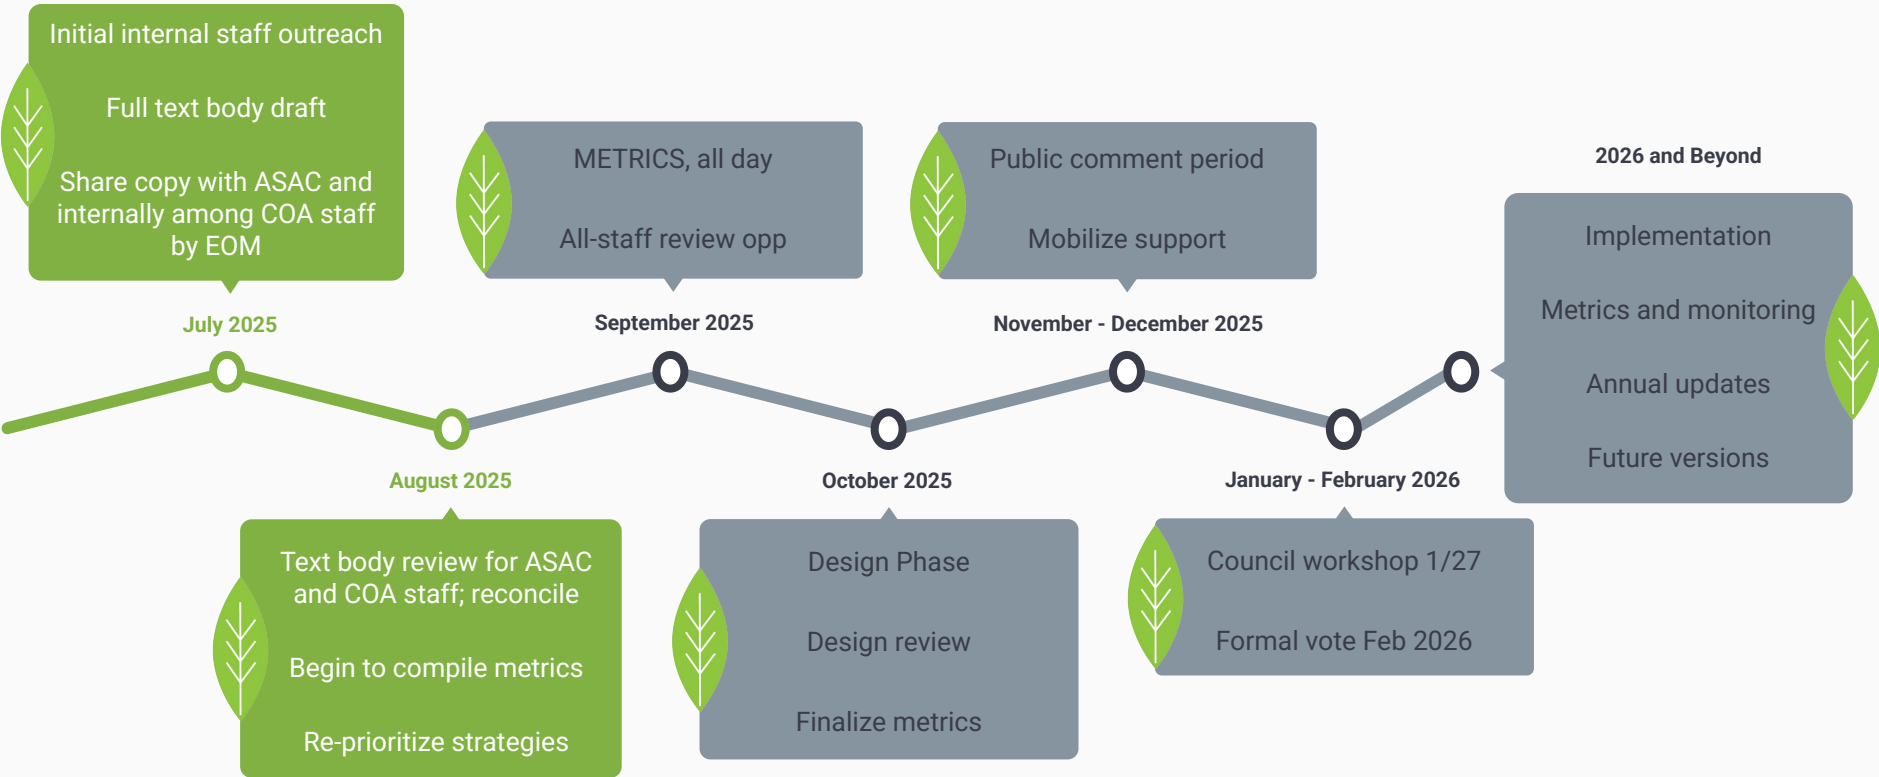 Initial internal staff outreach
Full text body draft
Share copy with ASAC and
internally among COA staff
by EOM
July 2025
August 2025
Text body review for ASAC
and COA staff; reconcile
Begin to compile metrics
Re-prioritize strategies
METRICS, all day
All-staff review opp
September 2025
October 2025
Design Phase
Design review
Finalize metrics
Public comment period
Mobilize support
November - December 2025
January - February 2026
Council workshop 1/27
Formal vote Feb 2026
2026 and Beyond
Implementation
Metrics and monitoring
Annual updates
Future versions